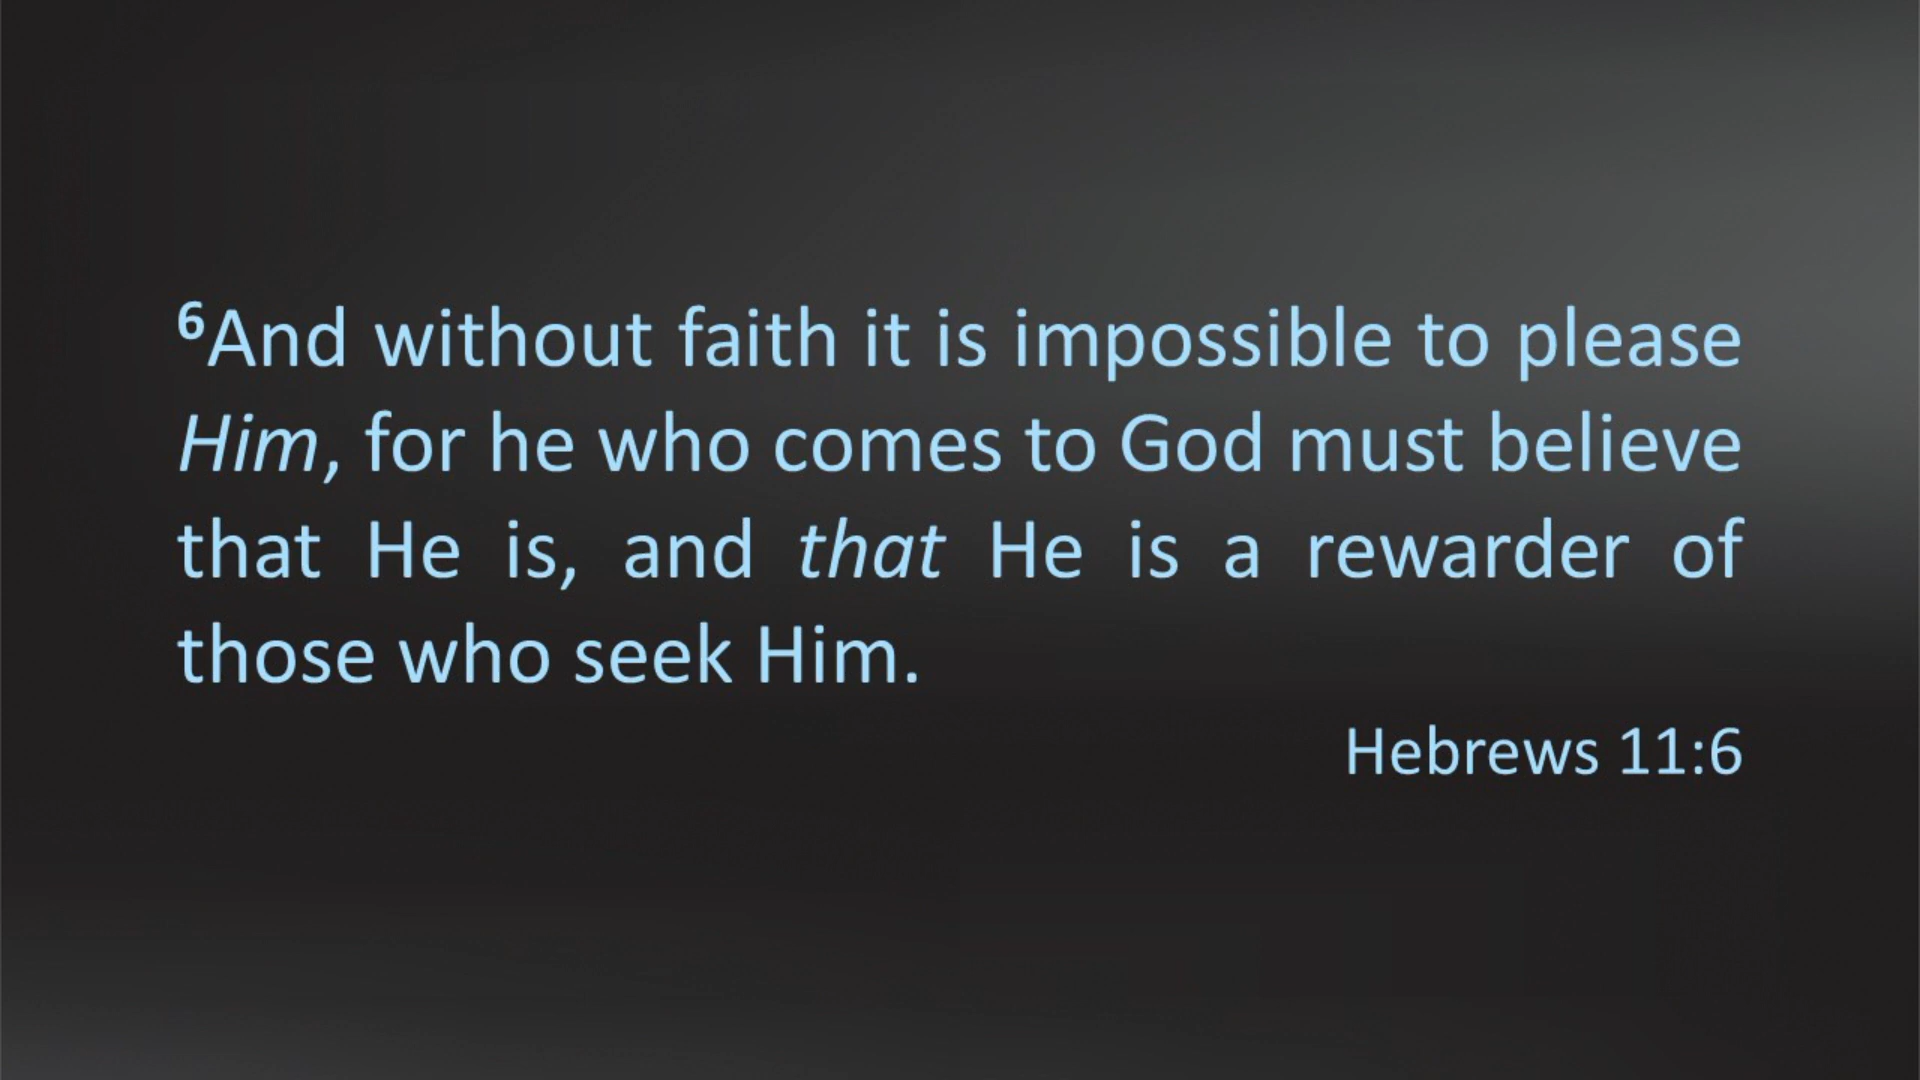 ⁶And without faith it is impossible to please
Him, for he who comes to God must believe
that He is, and that He is a rewarder of
those who seek Him.
Hebrews 11:6